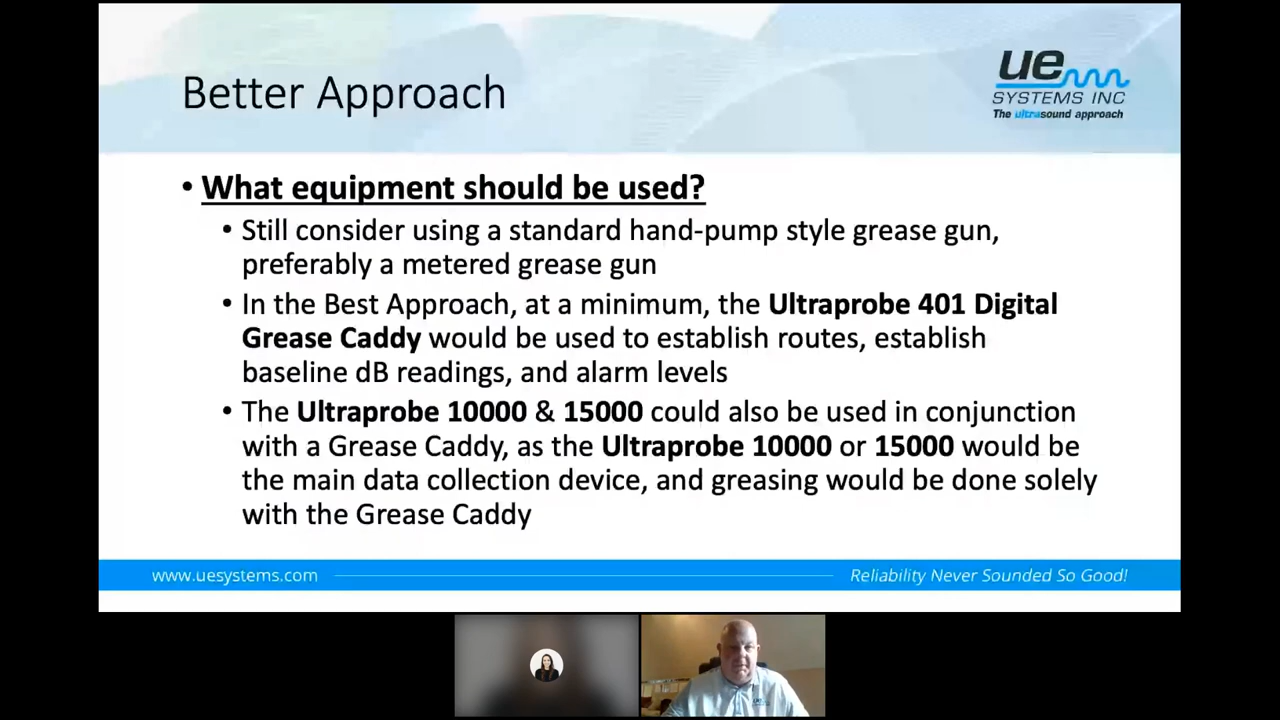 Better Approach
ue
SYSTEMS INC
The ultrasound approach
• What equipment should be used?
• Still consider using a standard hand-pump style grease gun,
preferably a metered grease gun
• In the Best Approach, at a minimum, the Ultraprobe 401 Digital
Grease Caddy would be used to establish routes, establish
baseline dB readings, and alarm levels
• The Ultraprobe 10000 & 15000 could also be used in conjunction
with a Grease Caddy, as the Ultraprobe 10000 or 15000 would be
the main data collection device, and greasing would be done solely
with the Grease Caddy
www.uesystems.com
Reliability Never Sounded So Good!